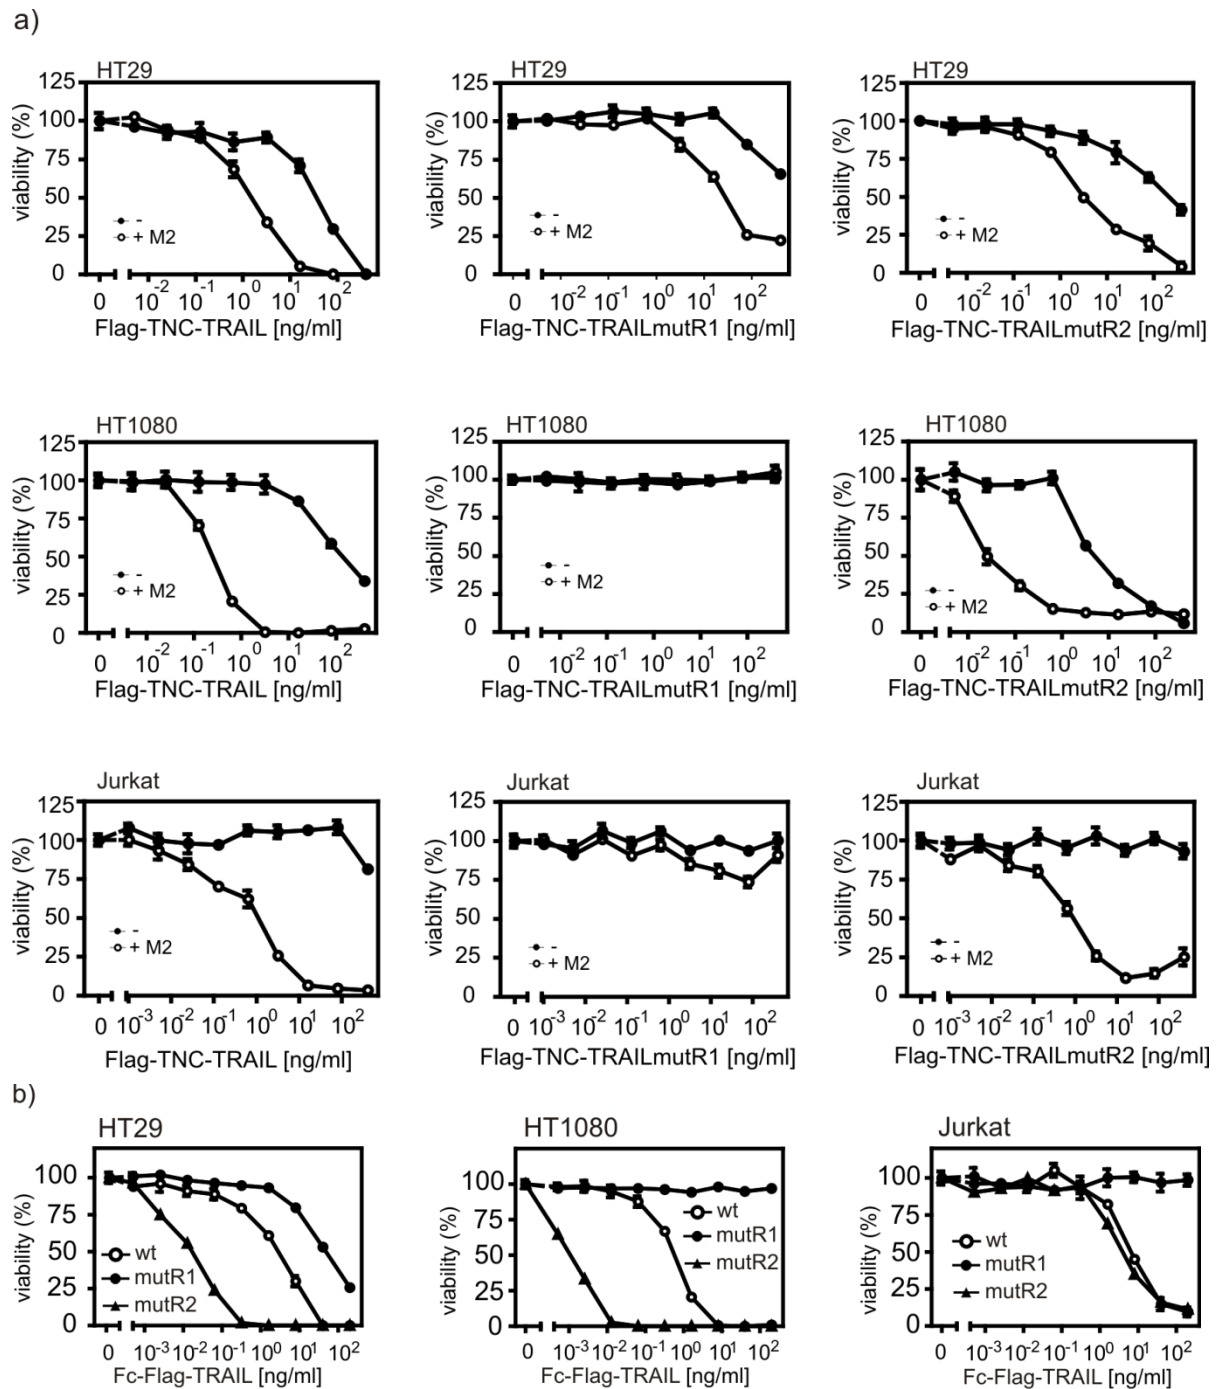 a)
HT29
125
100
75
50
25
0
viability (%)
-
+ M2
0 10-2 10-1 100 101 102
Flag-TNC-TRAIL [ng/ml]
HT29
125
100
75
50
25
0
viability (%)
-
+ M2
0 10-2 10-1 100 101 102
Flag-TNC-TRAILmutR1 [ng/ml]
HT29
125
100
75
50
25
0
viability (%)
-
+ M2
0 10-2 10-1 100 101 102
Flag-TNC-TRAILmutR2 [ng/ml]
HT1080
125
100
75
50
25
0
viability (%)
-
+ M2
0 10-2 10-1 100 101 102
Flag-TNC-TRAIL [ng/ml]
HT1080
125
100
75
50
25
0
viability (%)
-
+ M2
0 10-2 10-1 100 101 102
Flag-TNC-TRAILmutR1 [ng/ml]
HT1080
125
100
75
50
25
0
viability (%)
-
+ M2
0 10-2 10-1 100 101 102
Flag-TNC-TRAILmutR2 [ng/ml]
Jurkat
125
100
75
50
25
0
viability (%)
-
+ M2
0 10-3 10-2 10-1 100 101 102
Flag-TNC-TRAIL [ng/ml]
Jurkat
125
100
75
50
25
0
viability (%)
-
+ M2
0 10-3 10-2 10-1 100 101 102
Flag-TNC-TRAILmutR1 [ng/ml]
Jurkat
125
100
75
50
25
0
viability (%)
-
+ M2
0 10-3 10-2 10-1 100 101 102
Flag-TNC-TRAILmutR2 [ng/ml]
b)
HT29
100
75
50
25
0
viability (%)
wt
mutR1
mutR2
0 10-3 10-2 10-1 100 101 102
Fc-Flag-TRAIL [ng/ml]
HT1080
100
75
50
25
0
viability (%)
wt
mutR1
mutR2
0 10-3 10-2 10-1 100 101 102
Fc-Flag-TRAIL [ng/ml]
Jurkat
100
75
50
25
0
viability (%)
wt
mutR1
mutR2
0 10-3 10-2 10-1 100 101 102
Fc-Flag-TRAIL [ng/ml]